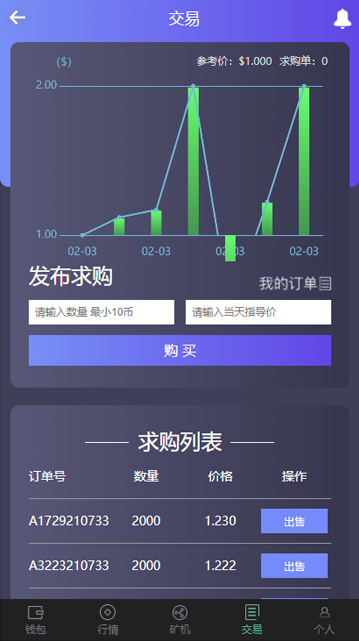 交易
($)
参考价：$1.000 求购单：0
2.00
1.00
02-03 02-03 02-03 02-03
发布求购
我的订单
请输入数量 最小10币 请输入当天指导价
购 买
求购列表
订单号 数量 价格 操作
A1729210733 2000 1.230 出售
A3223210733 2000 1.222 出售
钱包 行情 矿机 交易 个人